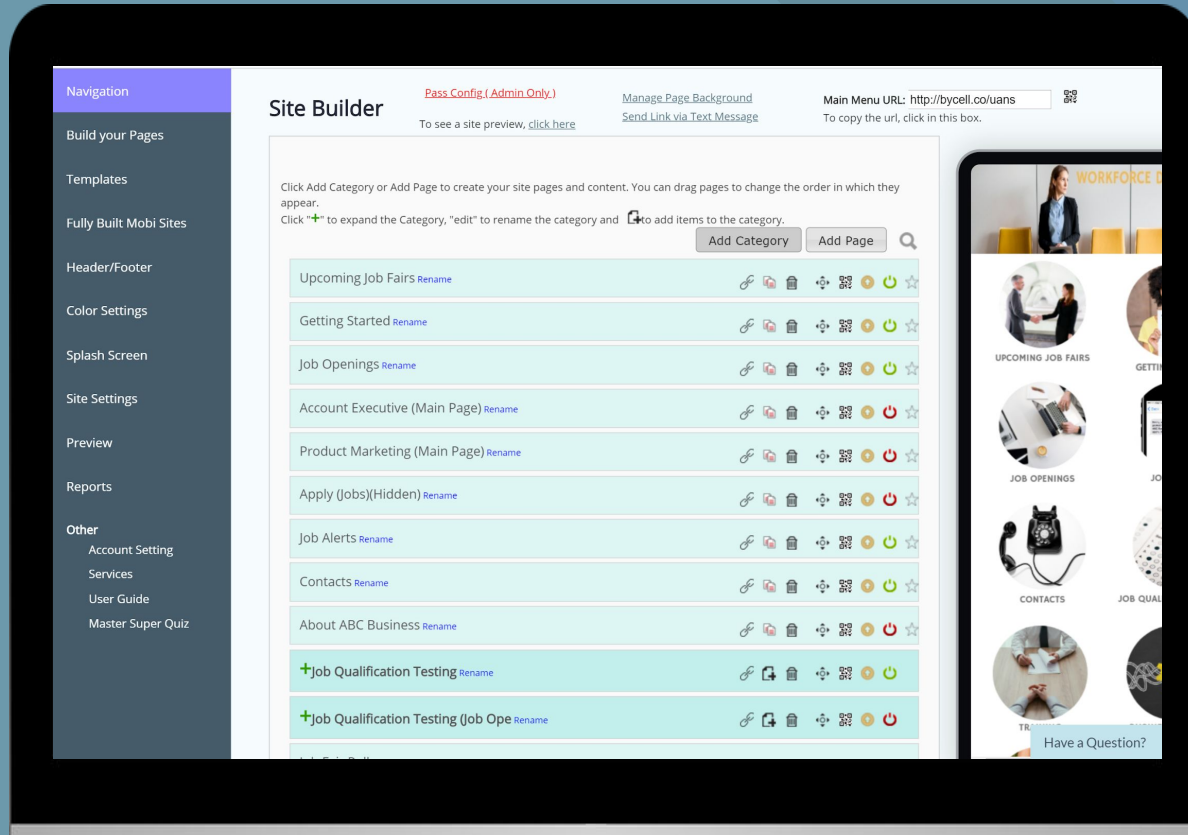 Navigation
Build your Pages
Templates
Fully Built Mobi Sites
Header/Footer
Color Settings
Splash Screen
Site Settings
Preview
Reports
Other
Account Setting
Services
User Guide
Master Super Quiz
Site Builder
Pass Config ( Admin Only )
To see a site preview, click here
Manage Page Background
Send Link via Text Message
Main Menu URL: http://bycell.co/uans
To copy the url, click in this box.
Click Add Category or Add Page to create your site pages and content. You can drag pages to change the order in which they
appear.
Click "+" to expand the Category, "edit" to rename the category and to add items to the category.
Add Category
Add Page
Upcoming Job Fairs Rename
Getting Started Rename
Job Openings Rename
Account Executive (Main Page) Rename
Product Marketing (Main Page) Rename
Apply (Jobs)(Hidden) Rename
Job Alerts Rename
Contacts Rename
About ABC Business Rename
+Job Qualification Testing Rename
+Job Qualification Testing (Job Ope Rename
WORKFORCE D
UPCOMING JOB FAIRS
GETTI
JOB OPENINGS
JO
CONTACTS
JOB QUAL
Have a Question?